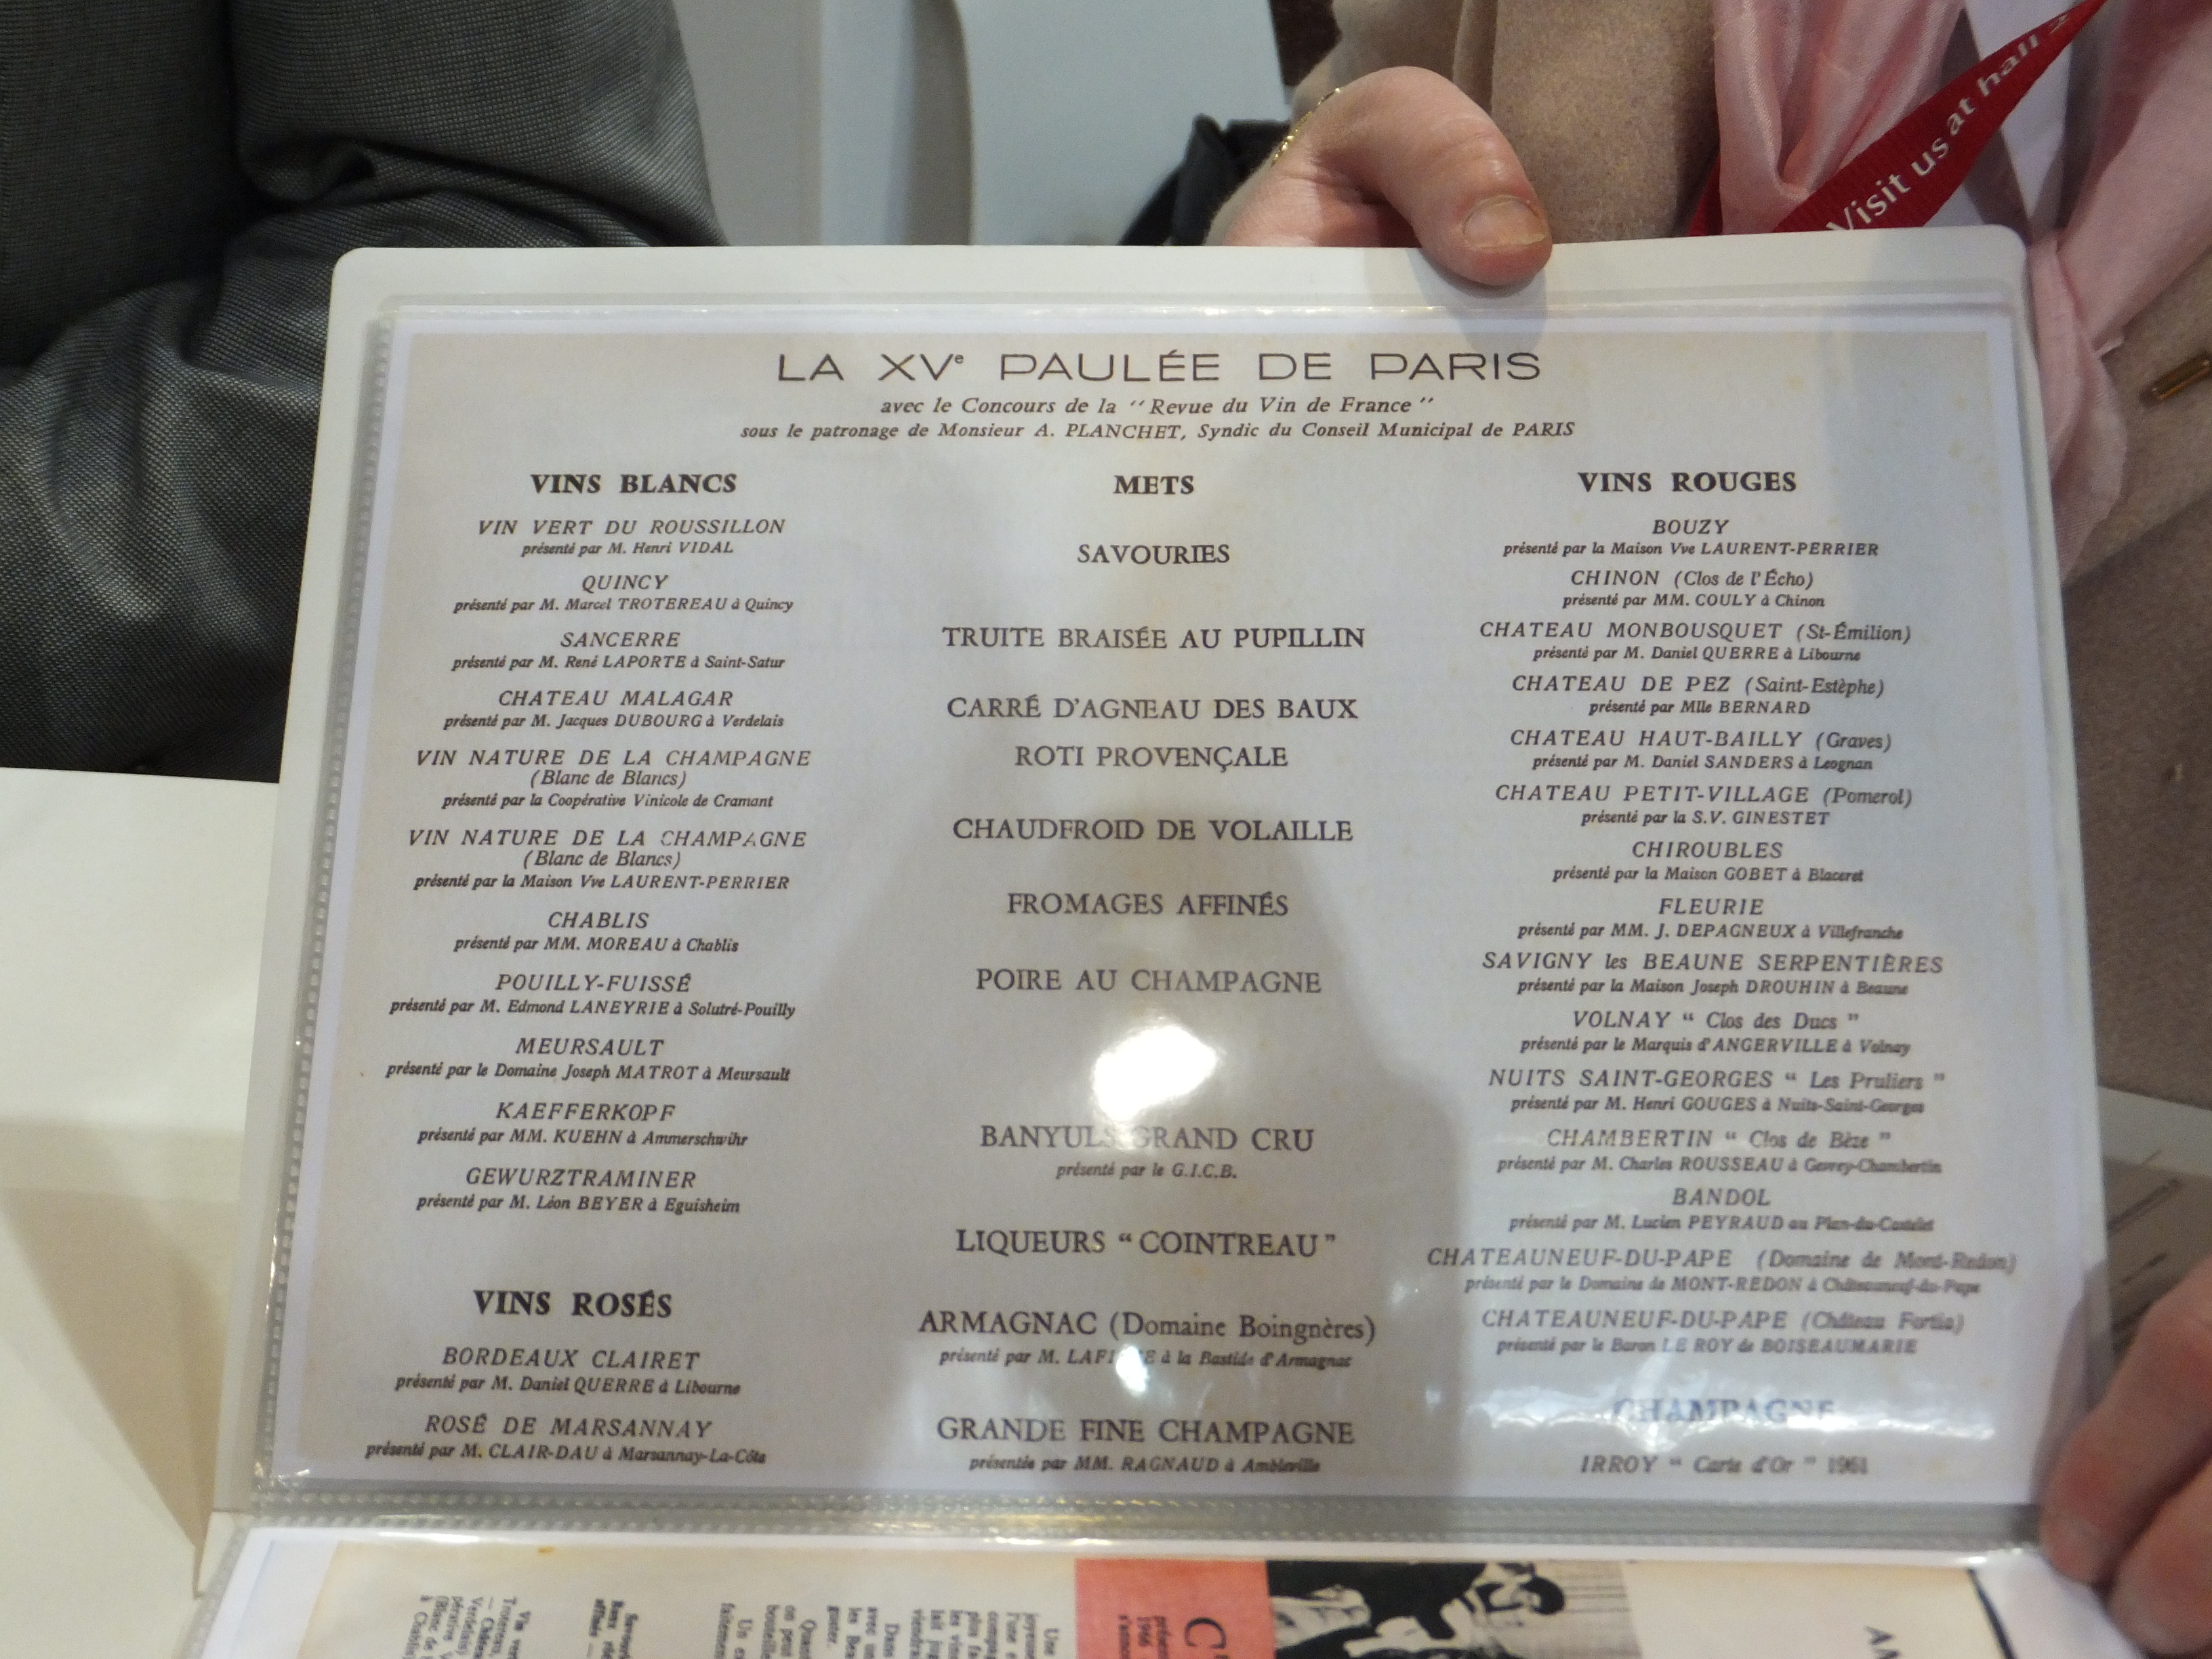 Visit us at hall
LA XVe PAULÉE DE PARIS
avec le Concours de la "Revue du Vin de France"
sous le patronage de Monsieur A. PLANCHET, Syndic du Conseil Municipal de PARIS
VINS BLANCS
VIN VERT DU ROUSSILLON
présenté par M. Henri VIDAL
QUINCY
présenté par M. Marcel TROTEREAU à Quincy
SANCERRE
présenté par M. René LAPORTE à Saint-Satur
CHATEAU MALAGAR
présenté par M. Jacques DUBOURG à Verdelais
VIN NATURE DE LA CHAMPAGNE
(Blanc de Blancs)
présenté par la Coopérative Vinicole de Cramant
VIN NATURE DE LA CHAMPAGNE
(Blanc de Blancs)
présenté par la Maison Vve LAURENT-PERRIER
CHABLIS
présenté par MM. MOREAU à Chablis
POUILLY-FUISSÉ
présenté par M. Edmond LANEYRIE à Solutré-Pouilly
MEURSAULT
présenté par le Domaine Joseph MATROT à Meursault
KAEFFERKOPF
présenté par MM. KUEHN à Ammerschwihr
GEWURZTRAMINER
présenté par M. Léon BEYER à Eguisheim
VINS ROSÉS
BORDEAUX CLAIRET
présenté par M. Daniel QUERRE à Libourne
ROSÉ DE MARSANNAY
présenté par M. CLAIR-DAU à Marsannay-La-Côte
METS
SAVOURIES
TRUITE BRAISÉE AU PUPILLIN
CARRÉ D'AGNEAU DES BAUX
ROTI PROVENÇALE
CHAUDFROID DE VOLAILLE
FROMAGES AFFINÉS
POIRE AU CHAMPAGNE
BANYULS GRAND CRU
présenté par le G.I.C.B.
LIQUEURS "COINTREAU"
ARMAGNAC (Domaine Boingnères)
présenté par M. à la Bastide d'Armagnac
GRANDE FINE CHAMPAGNE
présentée par MM. RAGNAUD à Ambleville
VINS ROUGES
BOUZY
présenté par la Maison Vve LAURENT-PERRIER
CHINON (Clos de l'Écho)
présenté par MM. COULY à Chinon
CHATEAU MONBOUSQUET (St-Émilion)
présenté par M. Daniel QUERRE à Libourne
CHATEAU DE PEZ (Saint-Estèphe)
présenté par Mlle BERNARD
CHATEAU HAUT-BAILLY (Graves)
présenté par M. Daniel SANDERS à Leognan
CHATEAU PETIT-VILLAGE (Pomerol)
présenté par la S.V. GINESTET
CHIROUBLES
présenté par la Maison GOBET à Blaceret
FLEURIE
présenté par MM. J. DEPAGNEUX à Villefranche
SAVIGNY les BEAUNE SERPENTIÈRES
présenté par la Maison Joseph DROUHIN à Beaune
VOLNAY " Clos des Ducs "
présenté par le Marquis d'ANGERVILLE à Volnay
NUITS SAINT-GEORGES " Les Pruliers "
présenté par M. Henri GOUGES à Nuits-Saint-Georges
CHAMBERTIN " Clos de Bèze "
présenté par M. Charles ROUSSEAU à Gevrey-Chambertin
BANDOL
présenté par M. Lucien PEYRAUD au Plan-du-Castelet
CHATEAUNEUF-DU-PAPE (Domaine de Mont-Redon)
présenté par le Domaine de MONT-REDON à Châteauneuf-du-Pape
CHATEAUNEUF-DU-PAPE (Château Fortia)
présenté par le Baron LE ROY de BOISEAUMARIE
CHAMPAGNE
IRROY " Carte d'Or " 1961